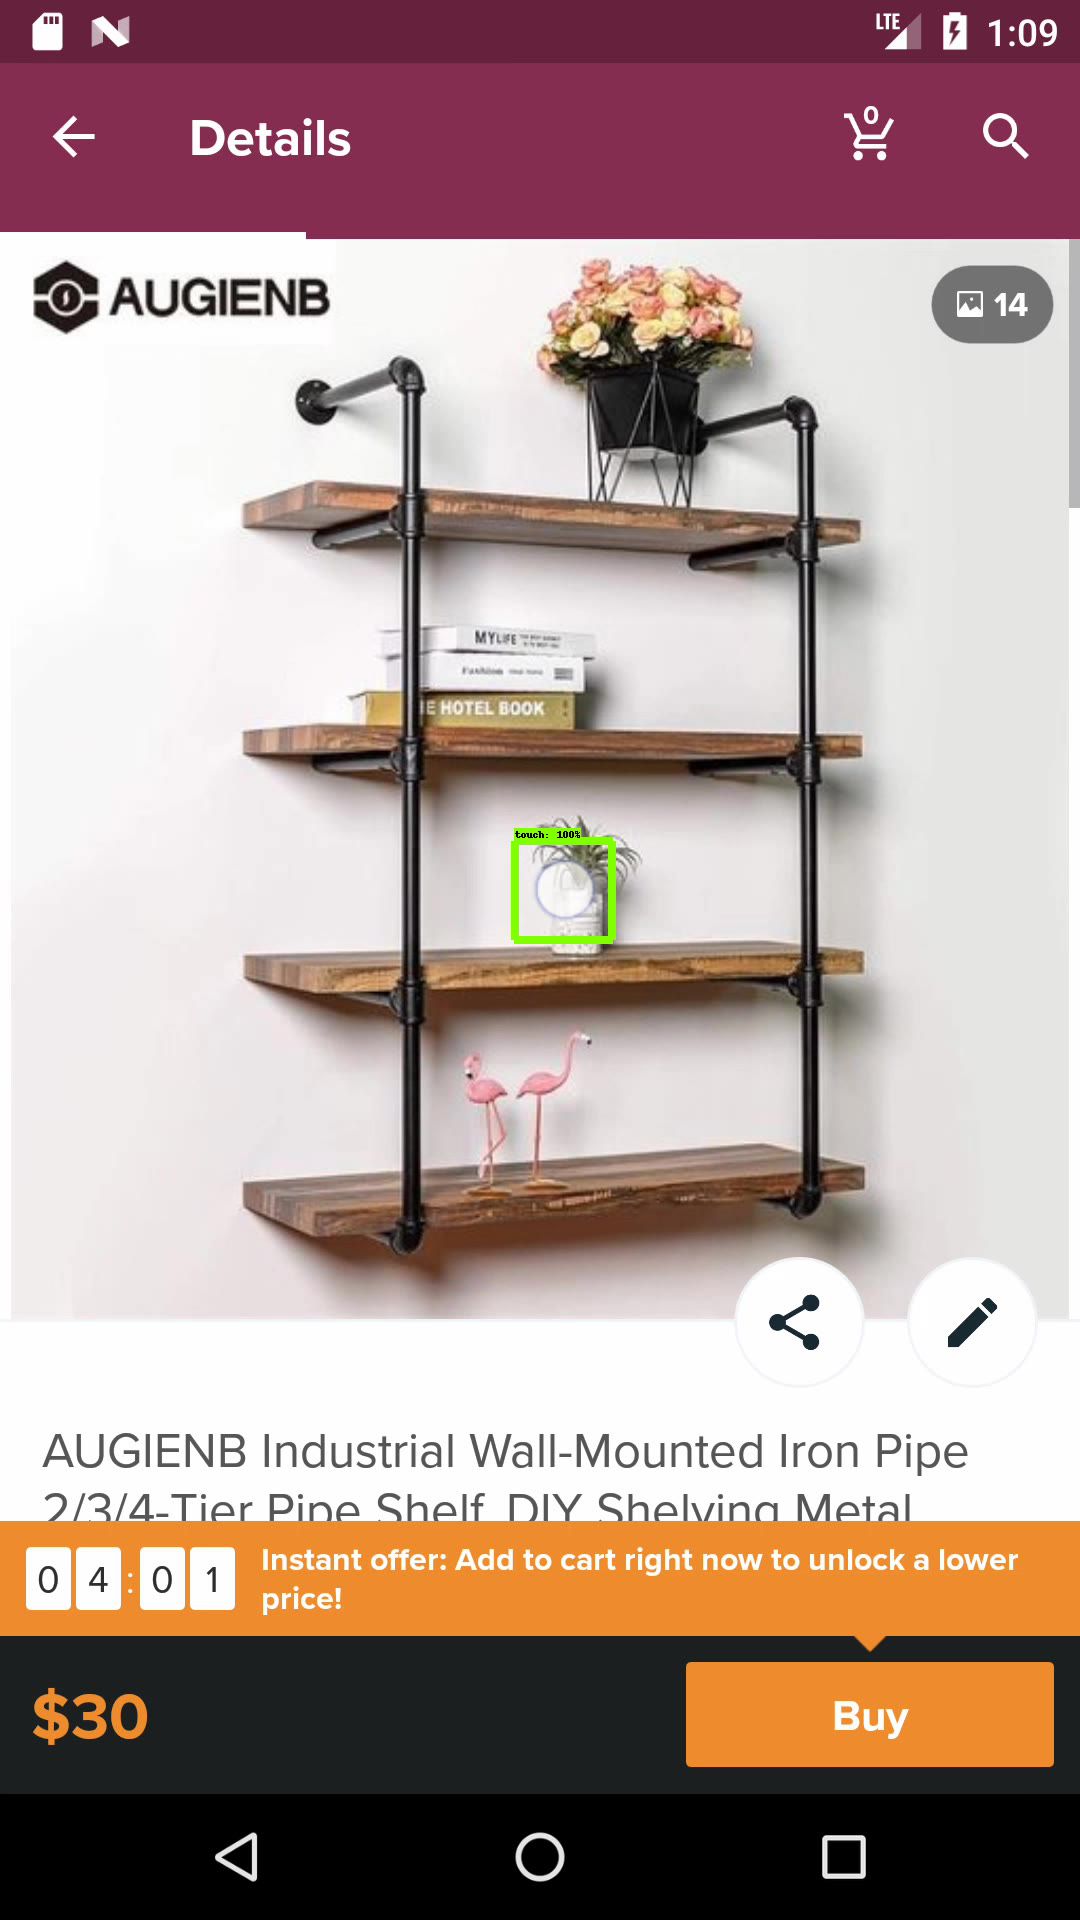 LTE
1:09
Details
0
AUGIENB
14
MYLIFE
Fashion
E HOTEL BOOK
touch: 100%
AUGIENB Industrial Wall-Mounted Iron Pipe
2/3/4-Tier Pipe Shelf, DIY Shelving Metal
0 4 : 0 1
Instant offer: Add to cart right now to unlock a lower
price!
$30
Buy